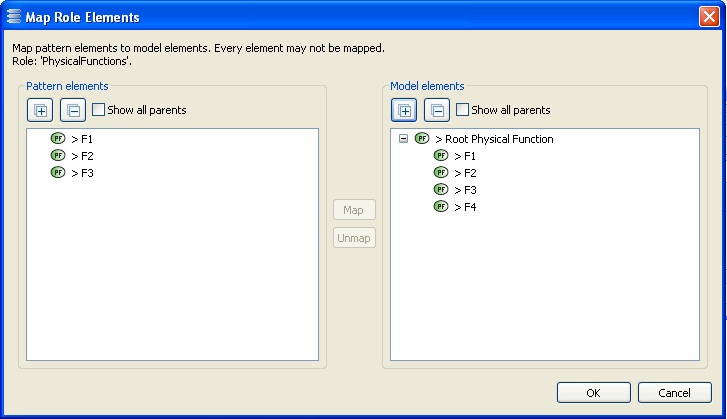 Map Role Elements
Map pattern elements to model elements. Every element may not be mapped.
Role: 'PhysicalFunctions'.
Pattern elements
Show all parents
PF > F1
PF > F2
PF > F3
Map
Unmap
Model elements
Show all parents
PF > Root Physical Function
PF > F1
PF > F2
PF > F3
PF > F4
OK Cancel